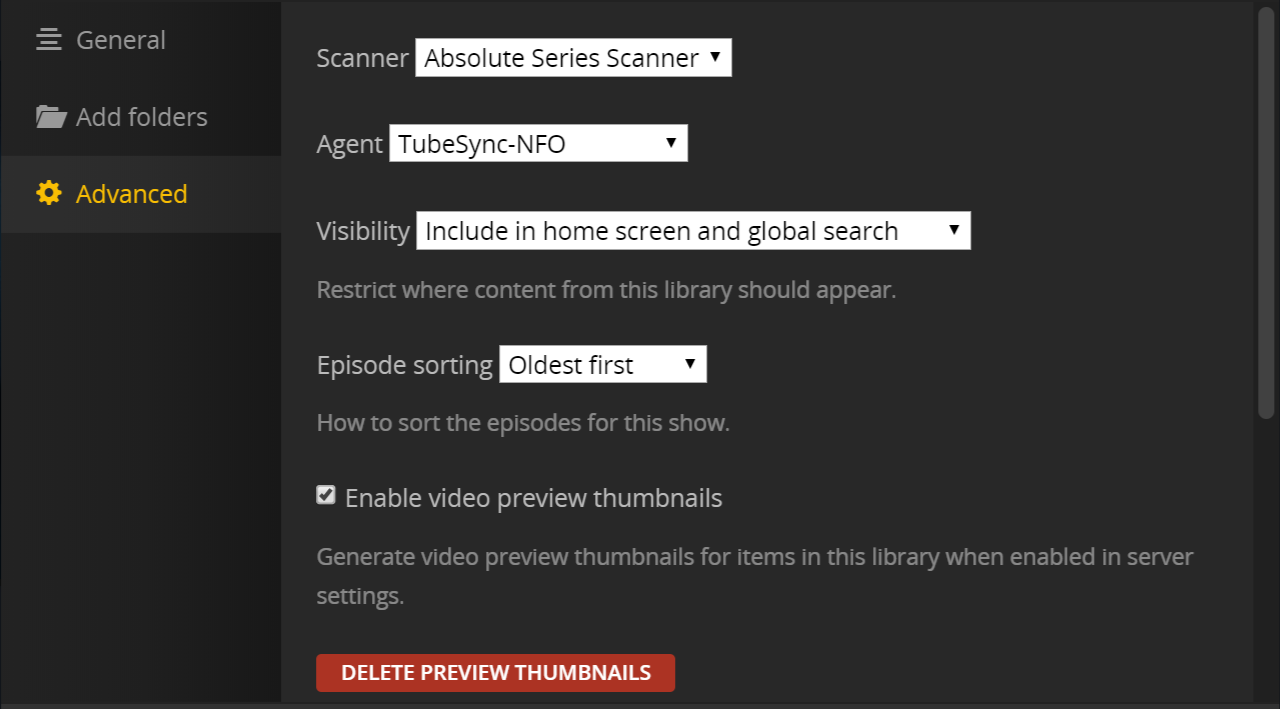 General
Add folders
Advanced
Scanner Absolute Series Scanner
Agent TubeSync-NFO
Visibility Include in home screen and global search
Restrict where content from this library should appear.
Episode sorting Oldest first
How to sort the episodes for this show.
Enable video preview thumbnails
Generate video preview thumbnails for items in this library when enabled in server
settings.
DELETE PREVIEW THUMBNAILS